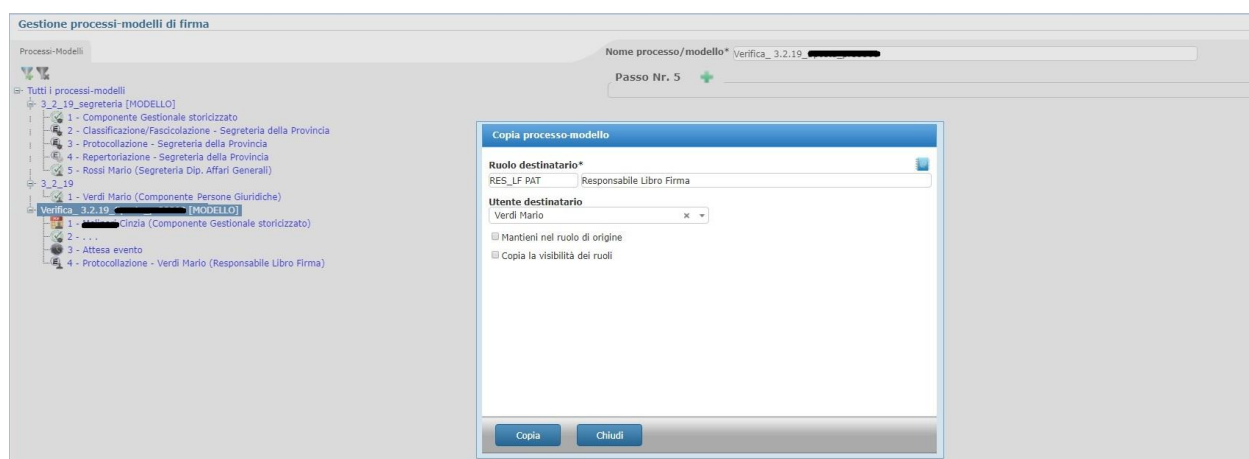 Gestione processi-modelli di firma
Processi-Modelli
Nome processo/modello* Verifica_ 3.2.19_
Passo Nr. 5
Tutti i processi-modelli
3_2_19_segreteria [MODELLO]
1 - Componente Gestionale storicizzato
2 - Classificazione/Fascicolazione - Segreteria della Provincia
3 - Protocollazione - Segreteria della Provincia
4 - Repertoriazione - Segreteria della Provincia
5 - Rossi Mario (Segreteria Dip. Affari Generali)
3_2_19
1 - Verdi Mario (Componente Persone Giuridiche)
Verifica_ 3.2.19_ [MODELLO]
1 - Cinzia (Componente Gestionale storicizzato)
2 - . . .
3 - Attesa evento
4 - Protocollazione - Verdi Mario (Responsabile Libro Firma)
Copia processo-modello
Ruolo destinatario*
RES_LF PAT Responsabile Libro Firma
Utente destinatario
Verdi Mario
Mantieni nel ruolo di origine
Copia la visibilità dei ruoli
Copia Chiudi